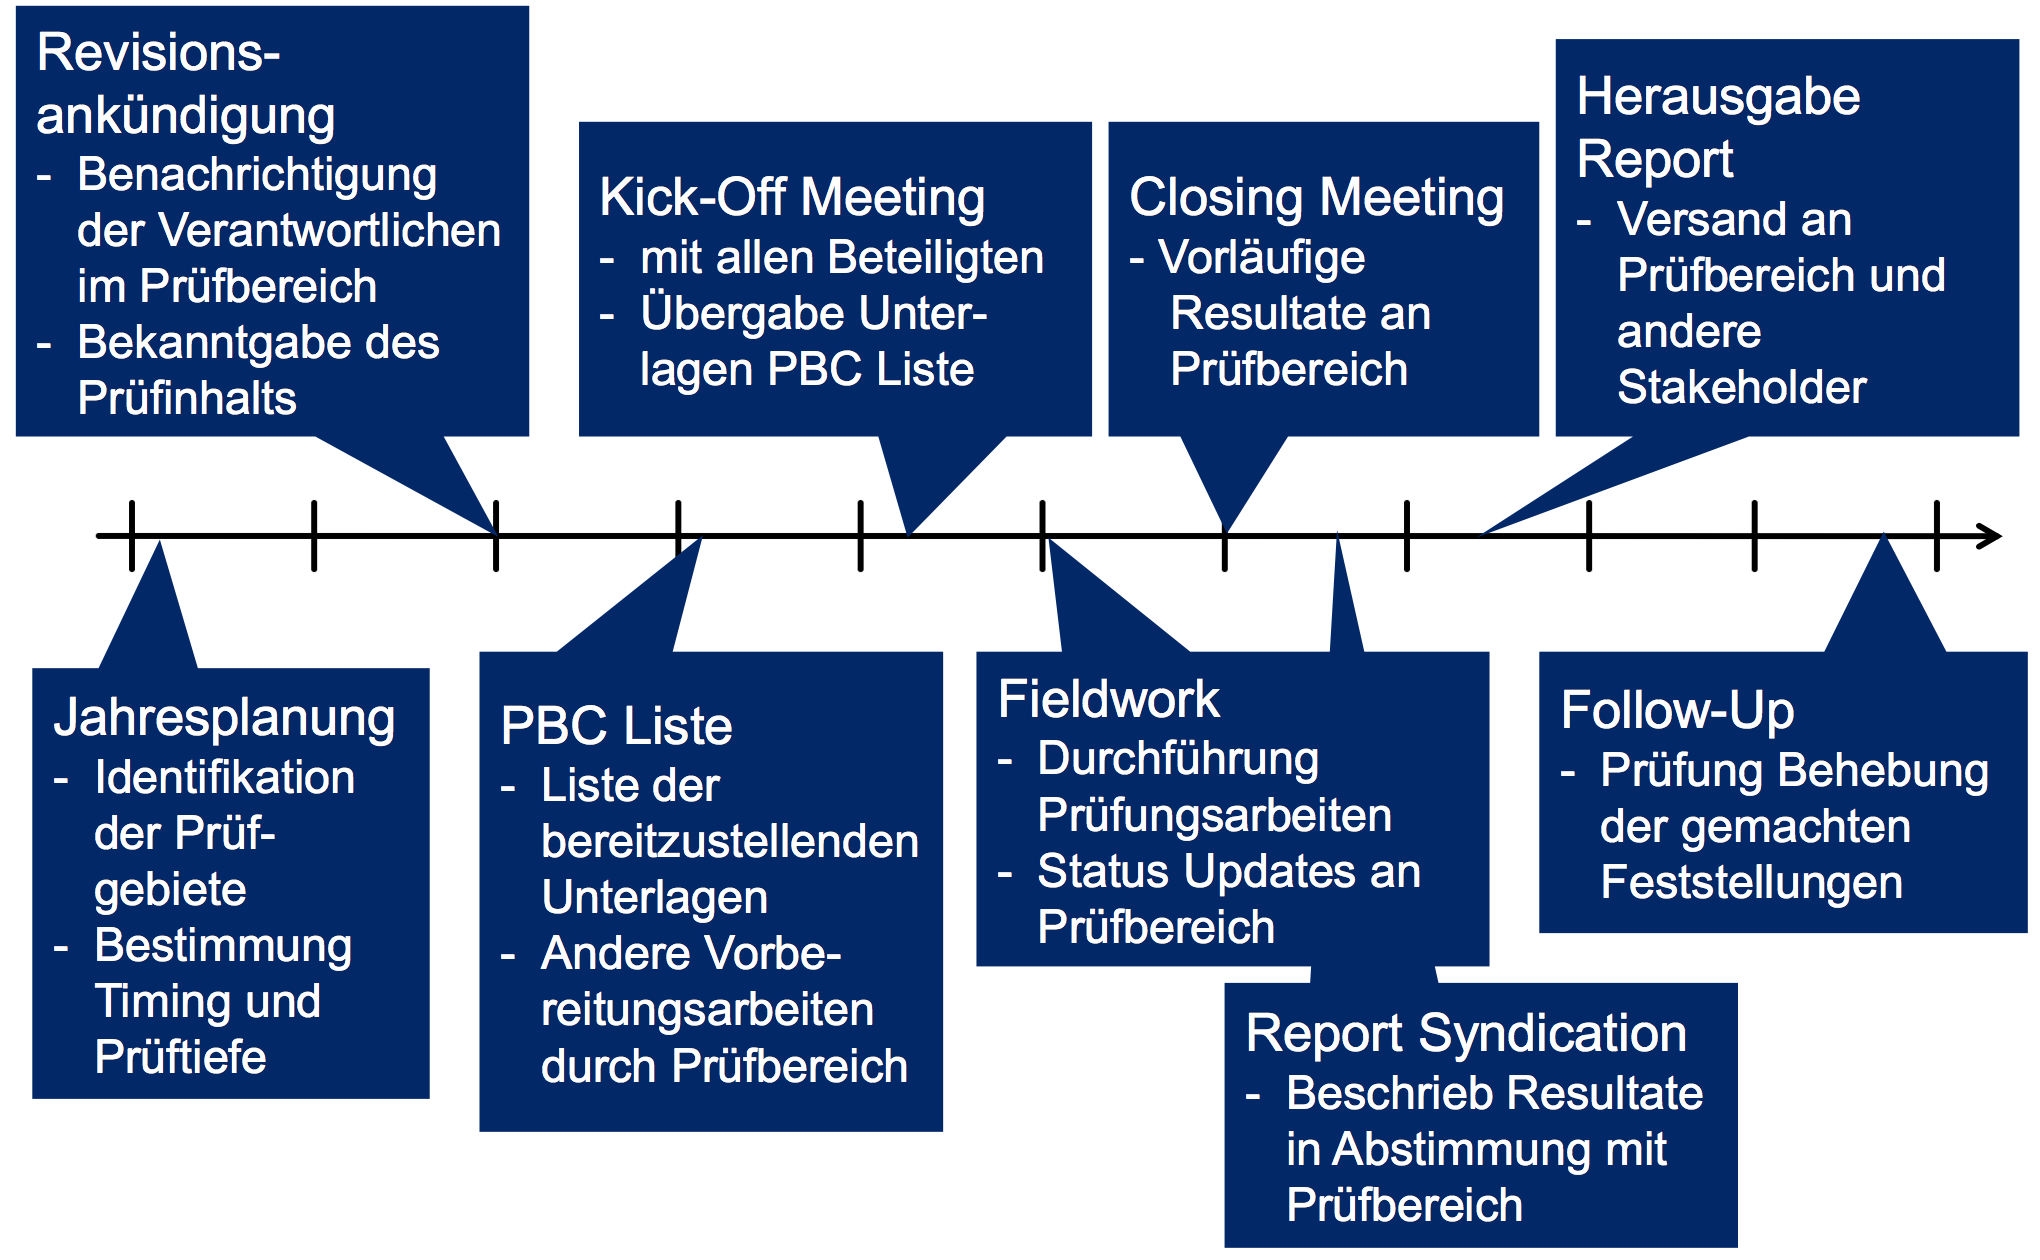 Revisions-
ankündigung
- Benachrichtigung
der Verantwortlichen
im Prüfbereich
- Bekanntgabe des
Prüfinhalts
Kick-Off Meeting
- mit allen Beteiligten
- Übergabe Unter-
lagen PBC Liste
Closing Meeting
- Vorläufige
Resultate an
Prüfbereich
Herausgabe
Report
- Versand an
Prüfbereich und
andere
Stakeholder
Jahresplanung
- Identifikation
der Prüf-
gebiete
- Bestimmung
Timing und
Prüftiefe
PBC Liste
- Liste der
bereitzustellenden
Unterlagen
- Andere Vorbe-
reitungsarbeiten
durch Prüfbereich
Fieldwork
- Durchführung
Prüfungsarbeiten
- Status Updates an
Prüfbereich
Report Syndication
- Beschrieb Resultate
in Abstimmung mit
Prüfbereich
Follow-Up
- Prüfung Behebung
der gemachten
Feststellungen